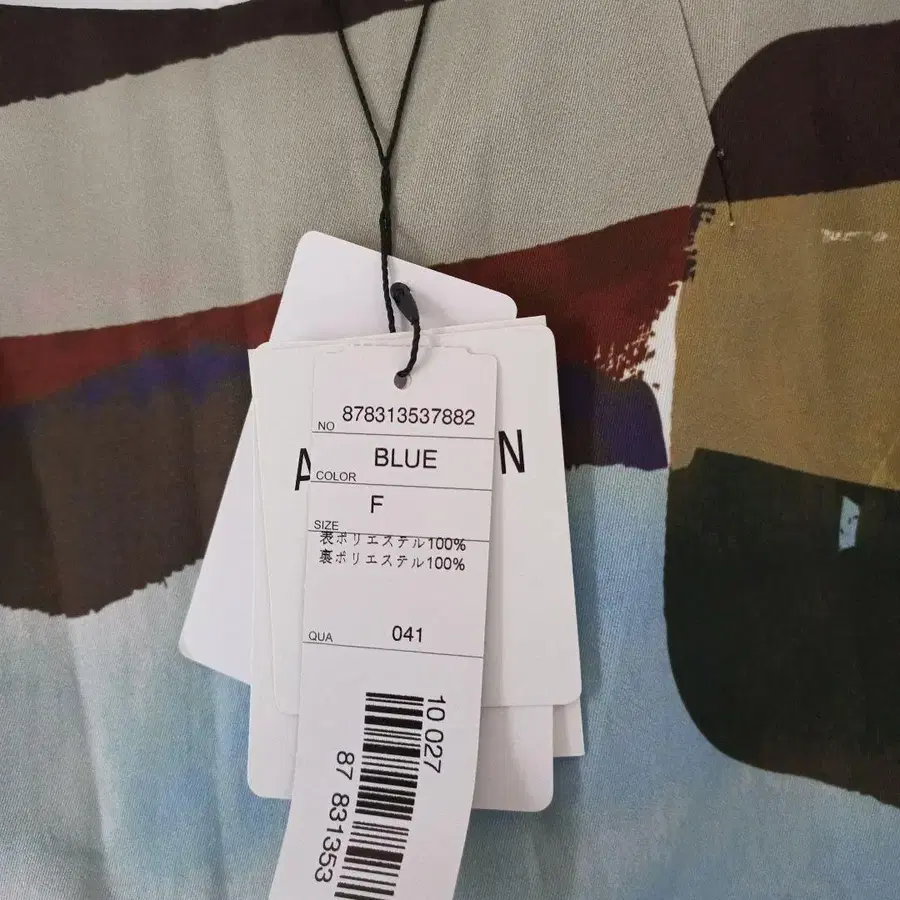 NO 878313537882
COLOR BLUE
SIZE F
表ポリエステル100%
裏ポリエステル100%
QUA 041
10 027
87 831353
A
N